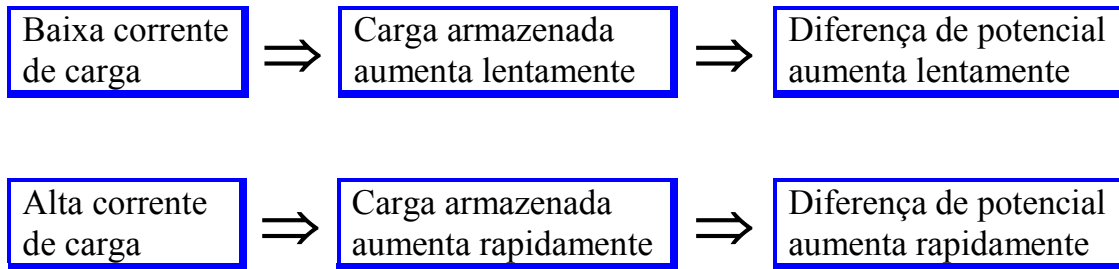 Baixa corrente
de carga
⇒
Carga armazenada
aumenta lentamente
⇒
Diferença de potencial
aumenta lentamente
Alta corrente
de carga
⇒
Carga armazenada
aumenta rapidamente
⇒
Diferença de potencial
aumenta rapidamente